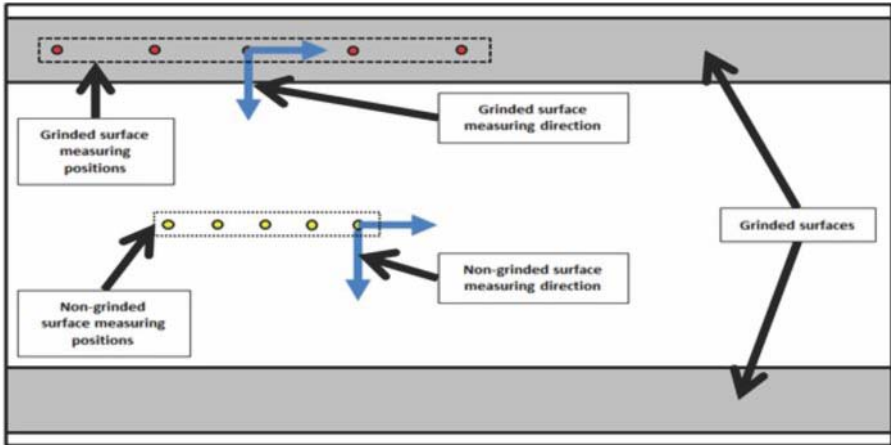 Grinded surface
measuring
positions
Grinded surface
measuring direction
Grinded surfaces
Non-grinded surface
measuring direction
Non-grinded
surface measuring
positions